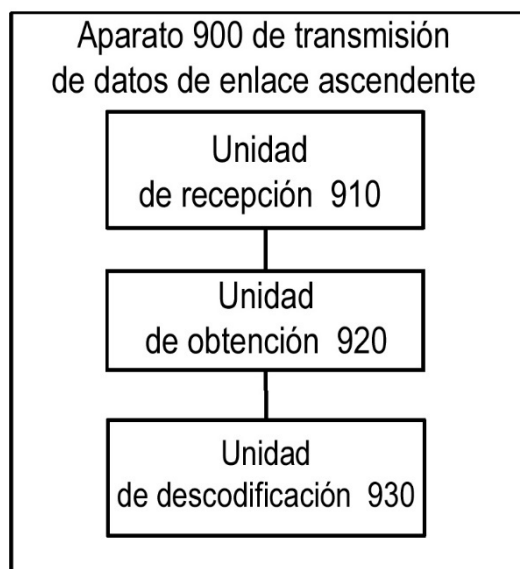 Aparato 900 de transmisión
de datos de enlace ascendente
Unidad
de recepción 910
Unidad
de obtención 920
Unidad
de descodificación 930